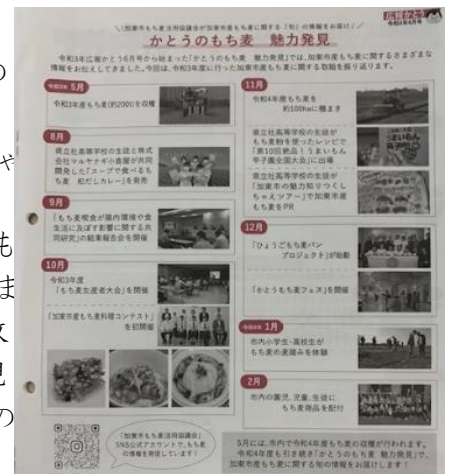 の
ゃ
も
ま
見
の
広報かとう
\\加東市もち麦活用協議会が加東市産もち麦に関する「旬」の情報をお届け//
かとうのもち麦　魅力発見
令和3年広報かとう6月号から始まった「かとうのもち麦　魅力発見」では、加東市産もち麦に関するさまざまな
情報をお伝えしてきました。今回は、令和3年度に行った加東市産もち麦に関する取組を振り返ります。
令和3年 5月
令和3年度もち麦(約200t)を収穫
8月
県立社高等学校の生徒と株式
会社マルヤナギ小倉屋が共同
開発した「スープで食べるも
ち麦　和だしカレー」を発売
9月
「もち麦喫食が腸内環境や食
生活に及ぼす影響に関する共
同研究」の結果報告会を開催
10月
令和3年度
「もち麦生産者大会」を開催
「加東市産もち麦料理コンテスト」
を初開催
11月
令和4年度もち麦を
約100haに種まき
県立社高等学校の生徒が
もち麦粉を使ったレシピで
「第10回絶品！うまいもん
甲子園全国大会」に出場
県立社高等学校の生徒が
「加東市の魅力知りつくし
ちゃえツアー」で加東市産
もち麦をPR
12月
「ひょうごもち麦パン
プロジェクト」が始動
「かとうもち麦フェス」を開催
令和4年 1月
市内小学生・高校生が
もち麦の麦踏みを体験
2月
市内の園児、児童、生徒に
もち麦商品を配付
「加東市もち麦活用協議会」
SNS公式アカウントで、もち麦
の情報を発信しています！
5月には、市内で令和4年度もち麦の収穫が行われます。
令和4年度も引き続き「かとうのもち麦　魅力発見」で、
加東市産もち麦に関する旬の情報をお届けします！